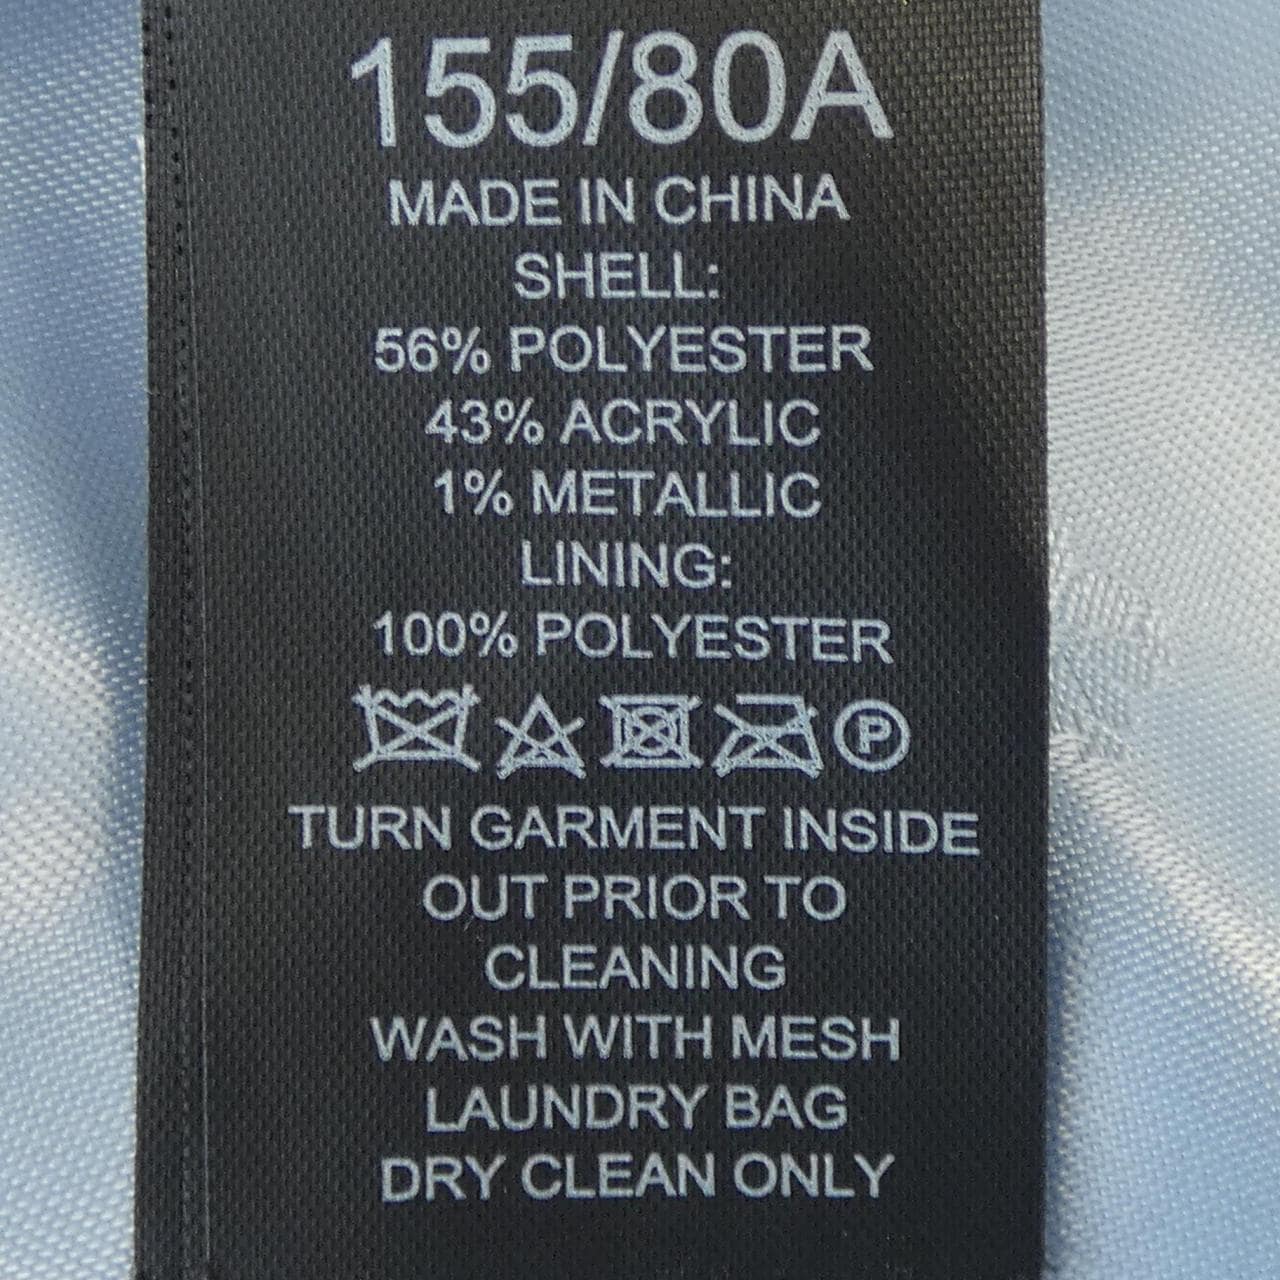 155/80A
MADE IN CHINA
SHELL:
56% POLYESTER
43% ACRYLIC
1% METALLIC
LINING:
100% POLYESTER
P
TURN GARMENT INSIDE
OUT PRIOR TO
CLEANING
WASH WITH MESH
LAUNDRY BAG
DRY CLEAN ONLY